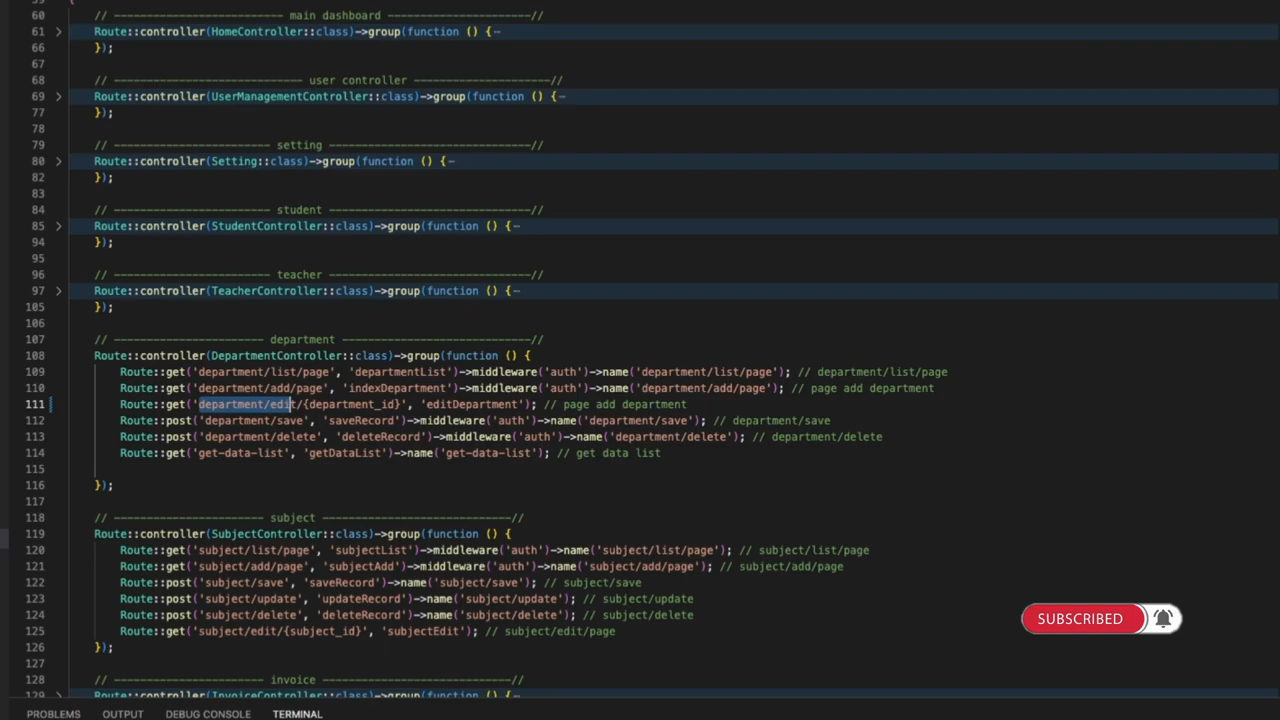 59 {
60 // -------------------------- main dashboard ------------------------//
61 Route::controller(HomeController::class)->group(function () {
66 });
67
68 // ----------------------------- user controller ---------------------//
69 Route::controller(UserManagementController::class)->group(function () {
77 });
78
79 // ------------------------ setting -------------------------------//
80 Route::controller(Setting::class)->group(function () {
82 });
83
84 // ------------------------ student -------------------------------//
85 Route::controller(StudentController::class)->group(function () {
94 });
95
96 // ------------------------ teacher -------------------------------//
97 Route::controller(TeacherController::class)->group(function () {
105 });
106
107 // ----------------------- department -----------------------------//
108 Route::controller(DepartmentController::class)->group(function () {
109 Route::get('department/list/page', 'departmentList')->middleware('auth')->name('department/list/page'); // department/list/page
110 Route::get('department/add/page', 'indexDepartment')->middleware('auth')->name('department/add/page'); // page add department
111 Route::get('department/edit/{department_id}', 'editDepartment'); // page add department
112 Route::post('department/save', 'saveRecord')->middleware('auth')->name('department/save'); // department/save
113 Route::post('department/delete', 'deleteRecord')->middleware('auth')->name('department/delete'); // department/delete
114 Route::get('get-data-list', 'getDataList')->name('get-data-list'); // get data list
115
116 });
117
118 // ----------------------- subject -----------------------------//
119 Route::controller(SubjectController::class)->group(function () {
120 Route::get('subject/list/page', 'subjectList')->middleware('auth')->name('subject/list/page'); // subject/list/page
121 Route::get('subject/add/page', 'subjectAdd')->middleware('auth')->name('subject/add/page'); // subject/add/page
122 Route::post('subject/save', 'saveRecord')->name('subject/save'); // subject/save
123 Route::post('subject/update', 'updateRecord')->name('subject/update'); // subject/update
124 Route::post('subject/delete', 'deleteRecord')->name('subject/delete'); // subject/delete
125 Route::get('subject/edit/{subject_id}', 'subjectEdit'); // subject/edit/page
126 });
127
128 // ----------------------- invoice -----------------------------//
129 Route::controller(InvoiceController::class)->group(function () {
SUBSCRIBED
PROBLEMS OUTPUT DEBUG CONSOLE TERMINAL